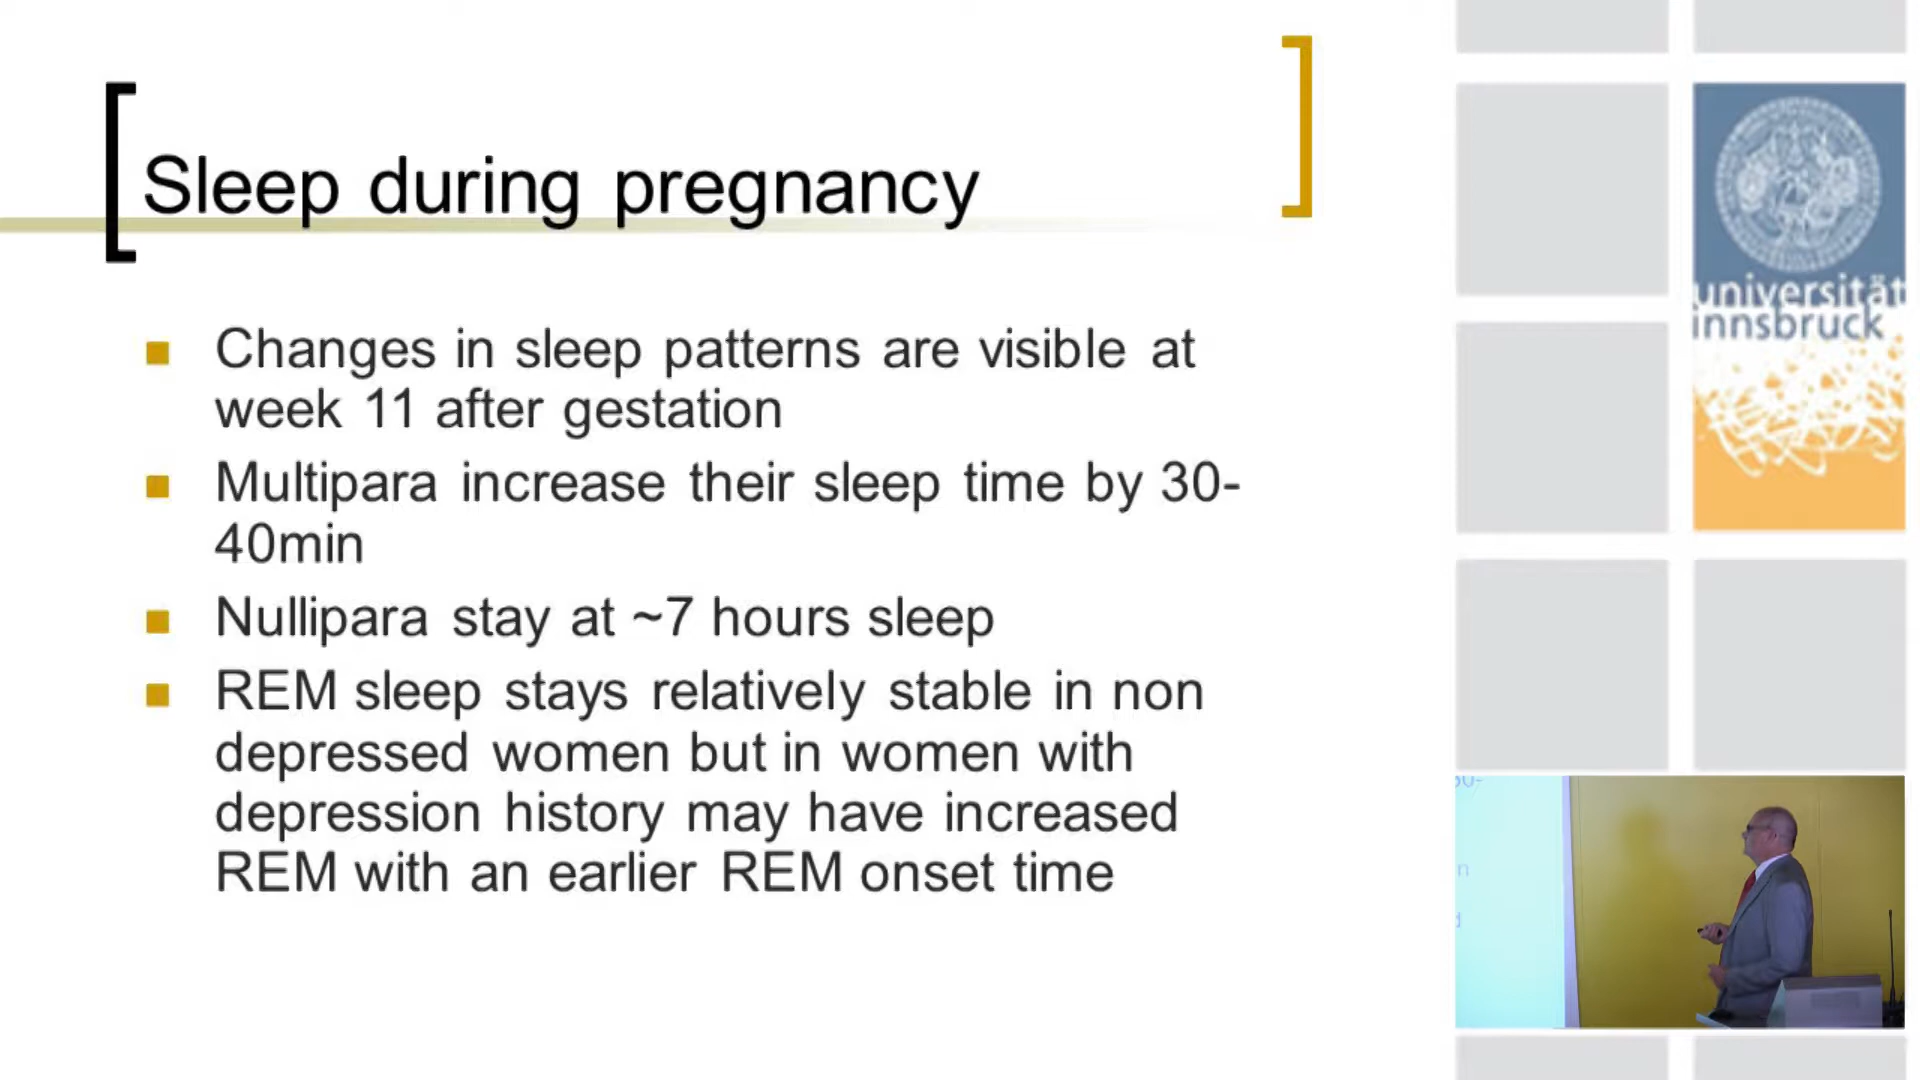 Sleep during pregnancy
Changes in sleep patterns are visible at
week 11 after gestation
Multipara increase their sleep time by 30-
40min
Nullipara stay at ~7 hours sleep
REM sleep stays relatively stable in non
depressed women but in women with
depression history may have increased
REM with an earlier REM onset time
universität
innsbruck